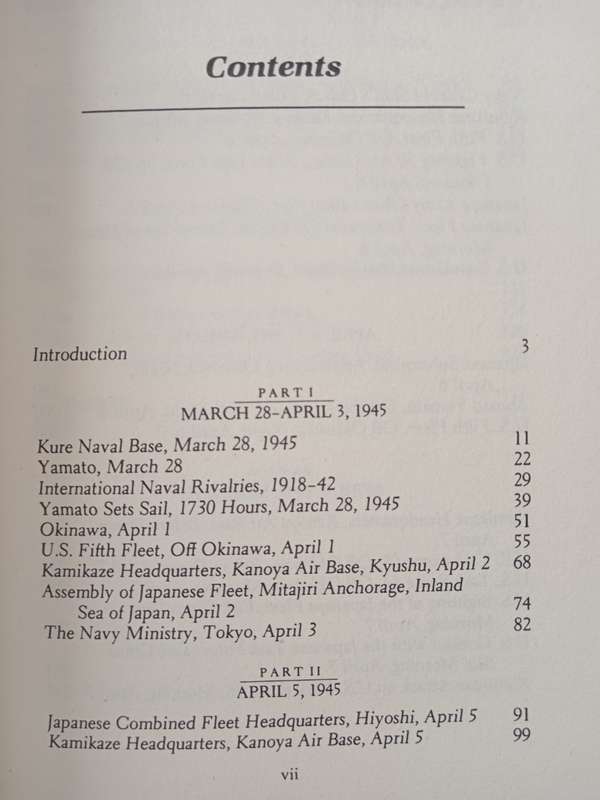 Contents
Introduction 3
PART I
MARCH 28–APRIL 3, 1945
Kure Naval Base, March 28, 1945 11
Yamato, March 28 22
International Naval Rivalries, 1918–42 29
Yamato Sets Sail, 1730 Hours, March 28, 1945 39
Okinawa, April 1 51
U.S. Fifth Fleet, Off Okinawa, April 1 55
Kamikaze Headquarters, Kanoya Air Base, Kyushu, April 2 68
Assembly of Japanese Fleet, Mitajiri Anchorage, Inland
Sea of Japan, April 2 74
The Navy Ministry, Tokyo, April 3 82
PART II
APRIL 5, 1945
Japanese Combined Fleet Headquarters, Hiyoshi, April 5 91
Kamikaze Headquarters, Kanoya Air Base, April 5 99
vii